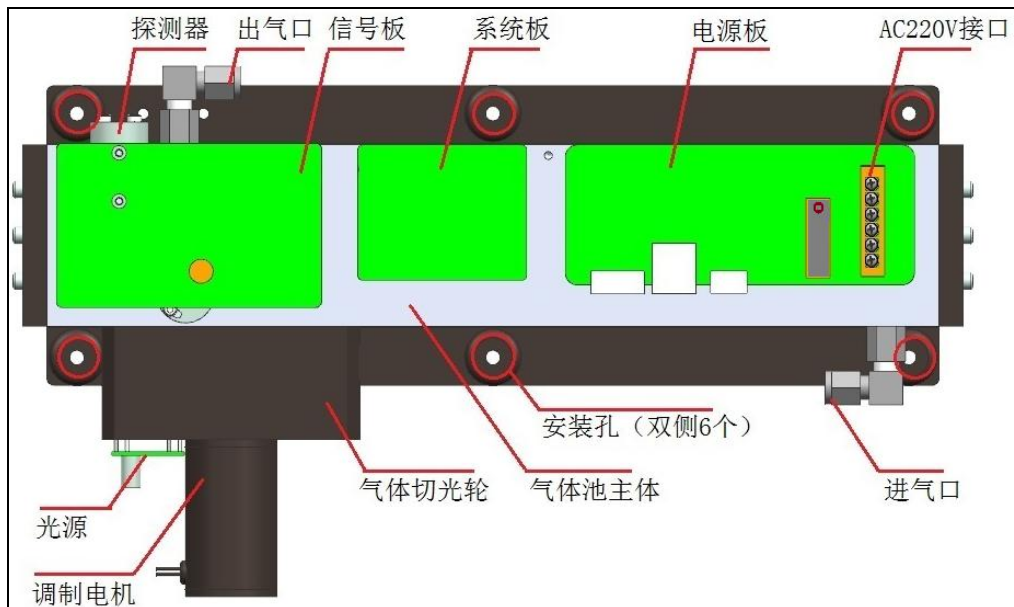 探测器
出气口
信号板
系统板
电源板
AC220V接口
安装孔（双侧6个）
气体切光轮
气体池主体
进气口
光源
调制电机